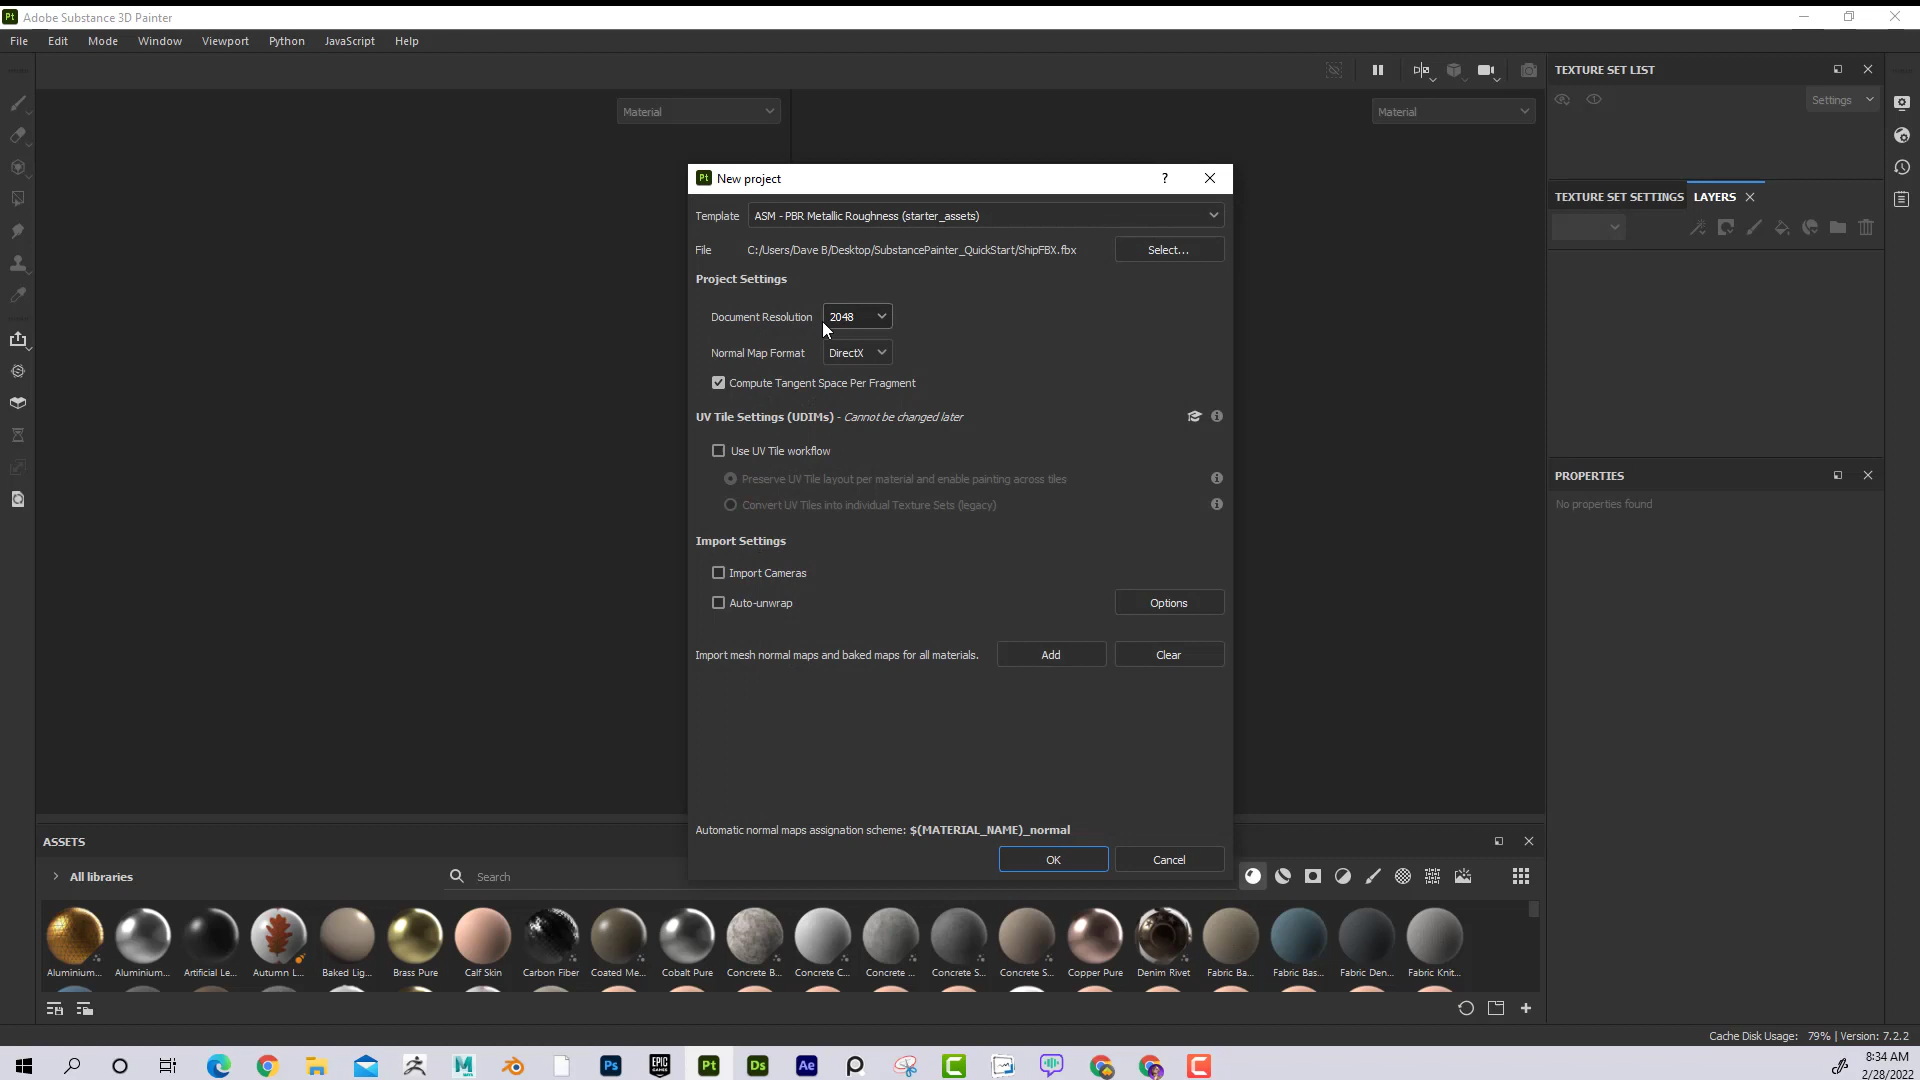 Pt Adobe Substance 3D Painter
File Edit Mode Window Viewport Python JavaScript Help
TEXTURE SET LIST
Material
Material
Settings
Pt New project
?
TEXTURE SET SETTINGS LAYERS
Template ASM - PBR Metallic Roughness (starter_assets)
File C:/Users/Dave B/Desktop/SubstancePainter_QuickStart/ShipFBX.fbx Select...
Project Settings
Document Resolution 2048
Normal Map Format DirectX
Compute Tangent Space Per Fragment
UV Tile Settings (UDIMs) - Cannot be changed later
Use UV Tile workflow
Preserve UV Tile layout per material and enable painting across tiles
Convert UV Tiles into individual Texture Sets (legacy)
PROPERTIES
No properties found
Import Settings
Import Cameras
Auto-unwrap Options
Import mesh normal maps and baked maps for all materials. Add Clear
Automatic normal maps assignation scheme: $(MATERIAL_NAME)_normal
OK Cancel
ASSETS
All libraries
Search
Aluminium... Aluminium... Artificial Le... Autumn L... Baked Lig... Brass Pure Calf Skin Carbon Fiber Coated Me... Cobalt Pure Concrete B... Concrete C... Concrete ... Concrete S... Concrete S... Copper Pure Denim Rivet Fabric Ba... Fabric Bas... Fabric Den... Fabric Knit...
Cache Disk Usage: 79% | Version: 7.2.2
M Ps EPIC GAMES Pt Ds Ae
8:34 AM
2/28/2022